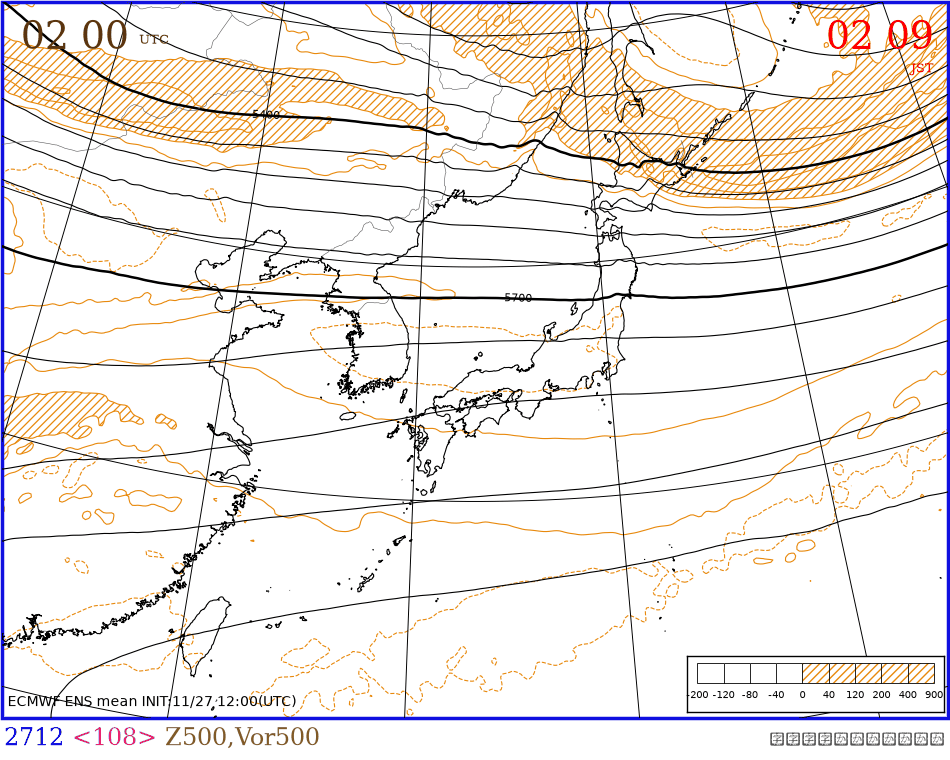 02 00 UTC
02 09
JST
5400
5700
-200 -120 -80 -40 0 40 120 200 400 900
ECMWF ENS mean INIT:11/27 12:00(UTC)
2712 <108> Z500,Vor500